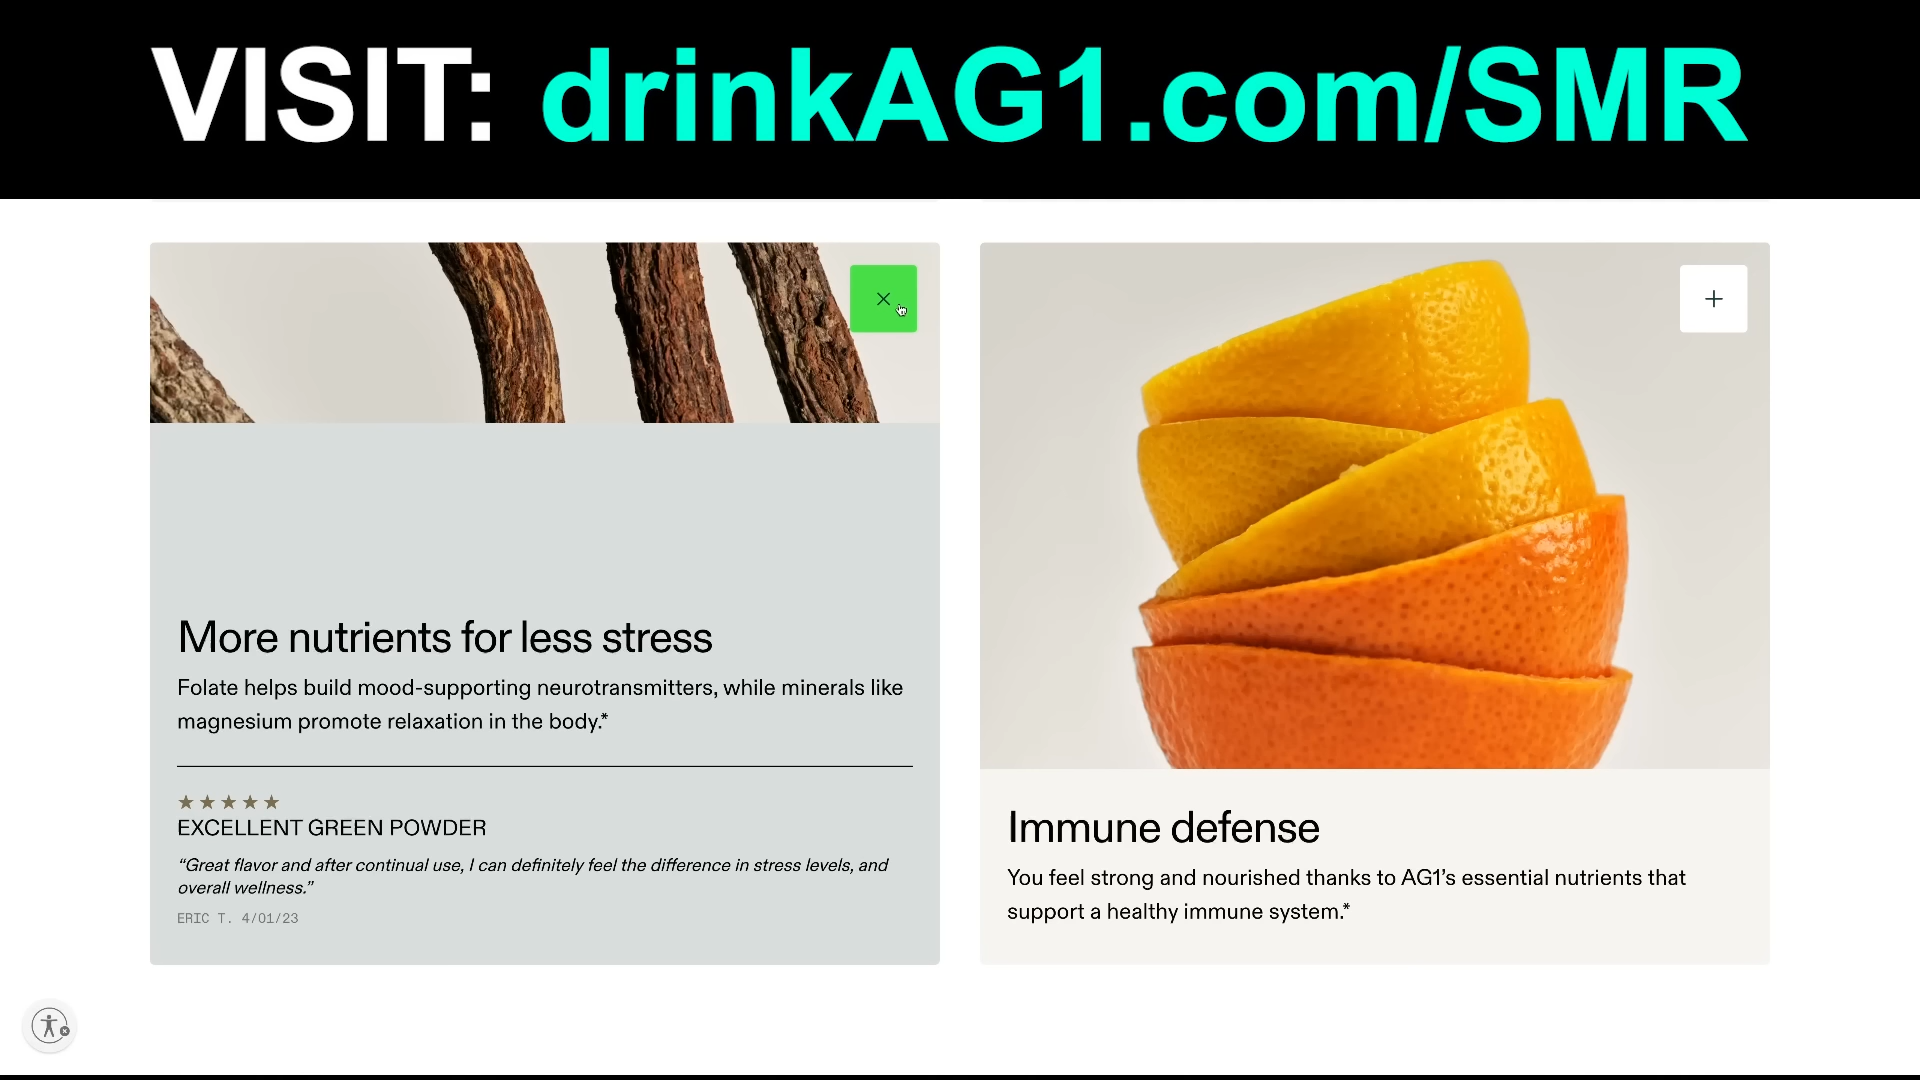 VISIT: drinkAG1.com/SMR
More nutrients for less stress
Folate helps build mood-supporting neurotransmitters, while minerals like
magnesium promote relaxation in the body.*
★★★★★
EXCELLENT GREEN POWDER
“Great flavor and after continual use, I can definitely feel the difference in stress levels, and
overall wellness.”
ERIC T. 4/01/23
Immune defense
You feel strong and nourished thanks to AG1’s essential nutrients that
support a healthy immune system.*